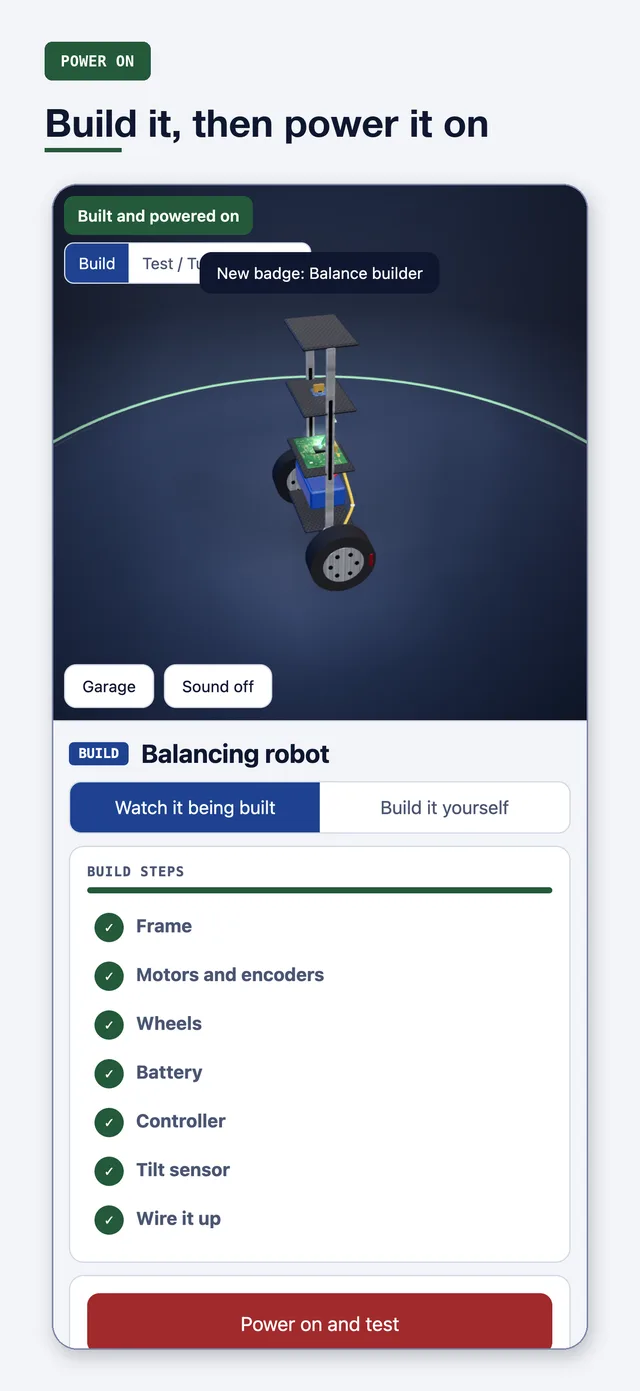 POWER ON
Build it, then power it on
Built and powered on
Build
Test /
New badge: Balance builder
Garage
Sound off
BUILD
Balancing robot
Watch it being built
Build it yourself
BUILD STEPS
Frame
Motors and encoders
Wheels
Battery
Controller
Tilt sensor
Wire it up
Power on and test